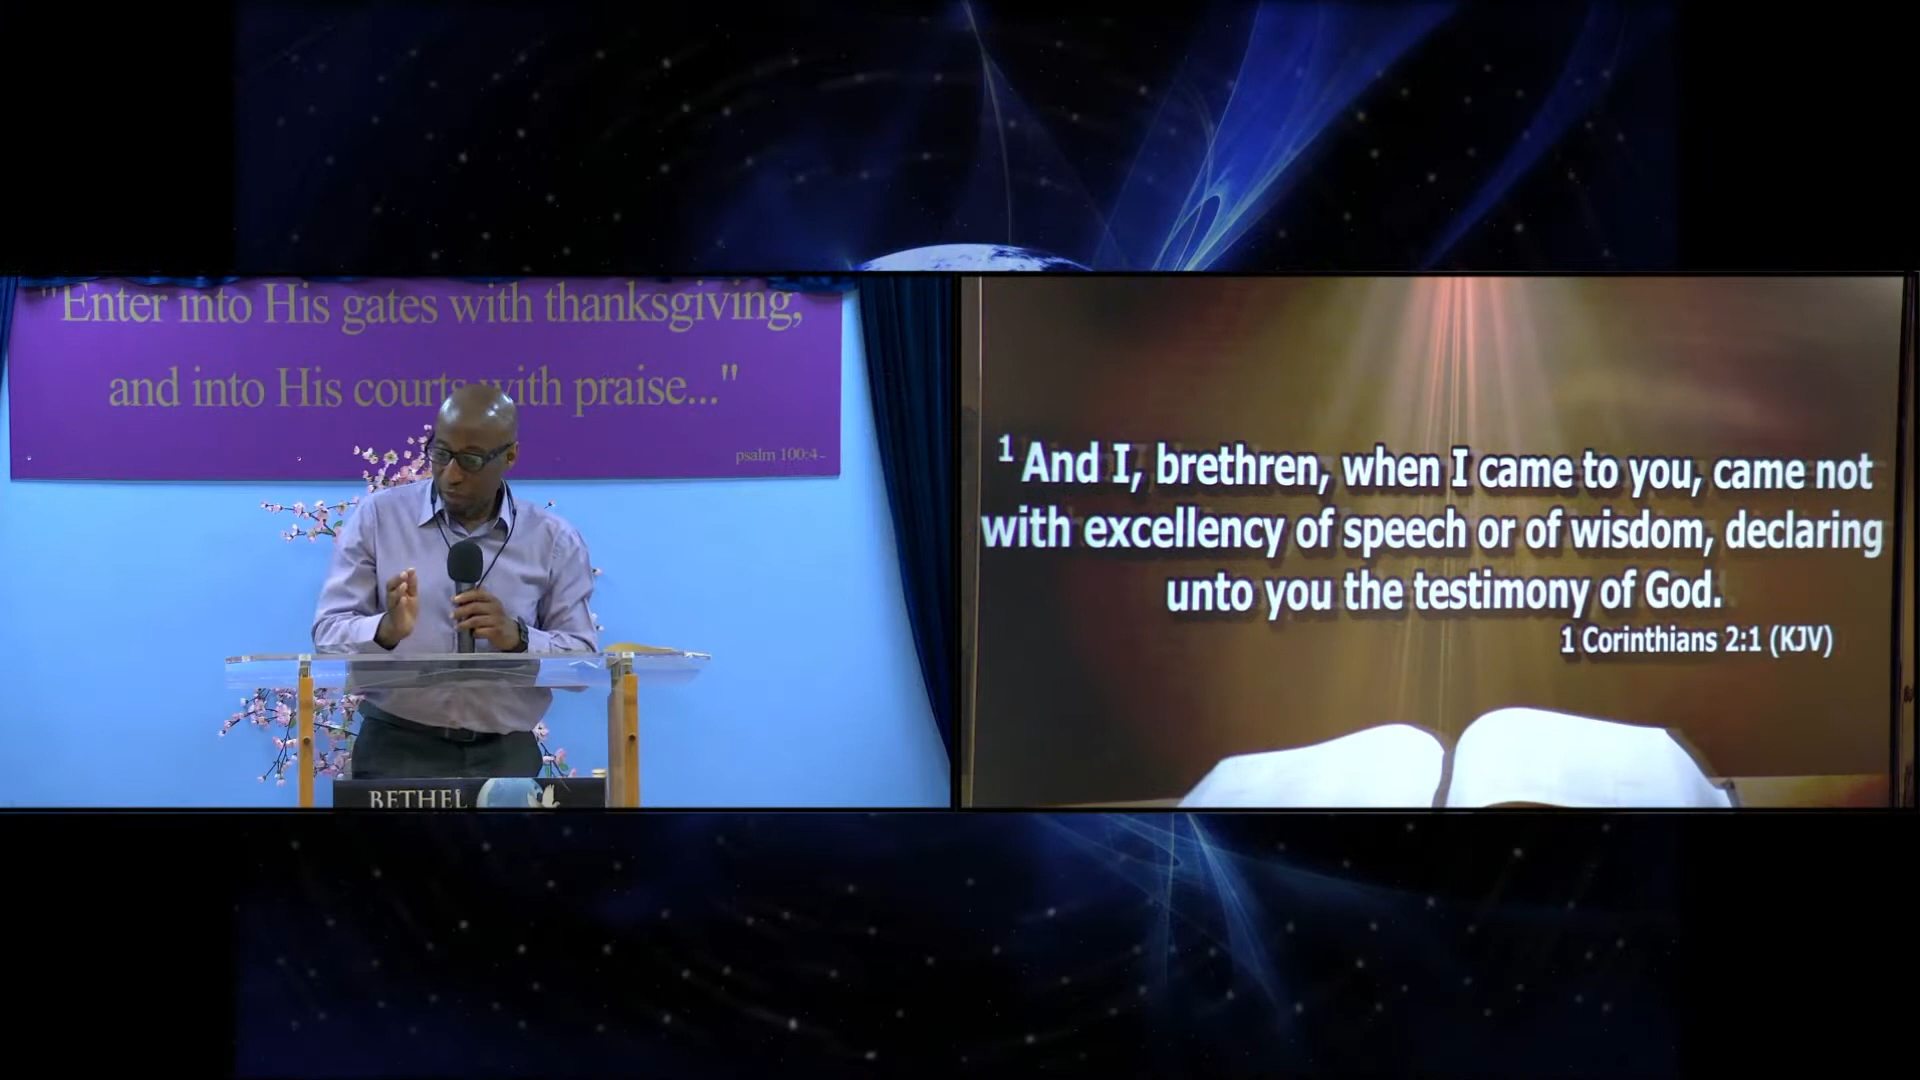 "Enter into His gates with thanksgiving,
and into His courts with praise..."
psalm 100:4
BETHEL
1 And I, brethren, when I came to you, came not
with excellency of speech or of wisdom, declaring
unto you the testimony of God.
1 Corinthians 2:1 (KJV)